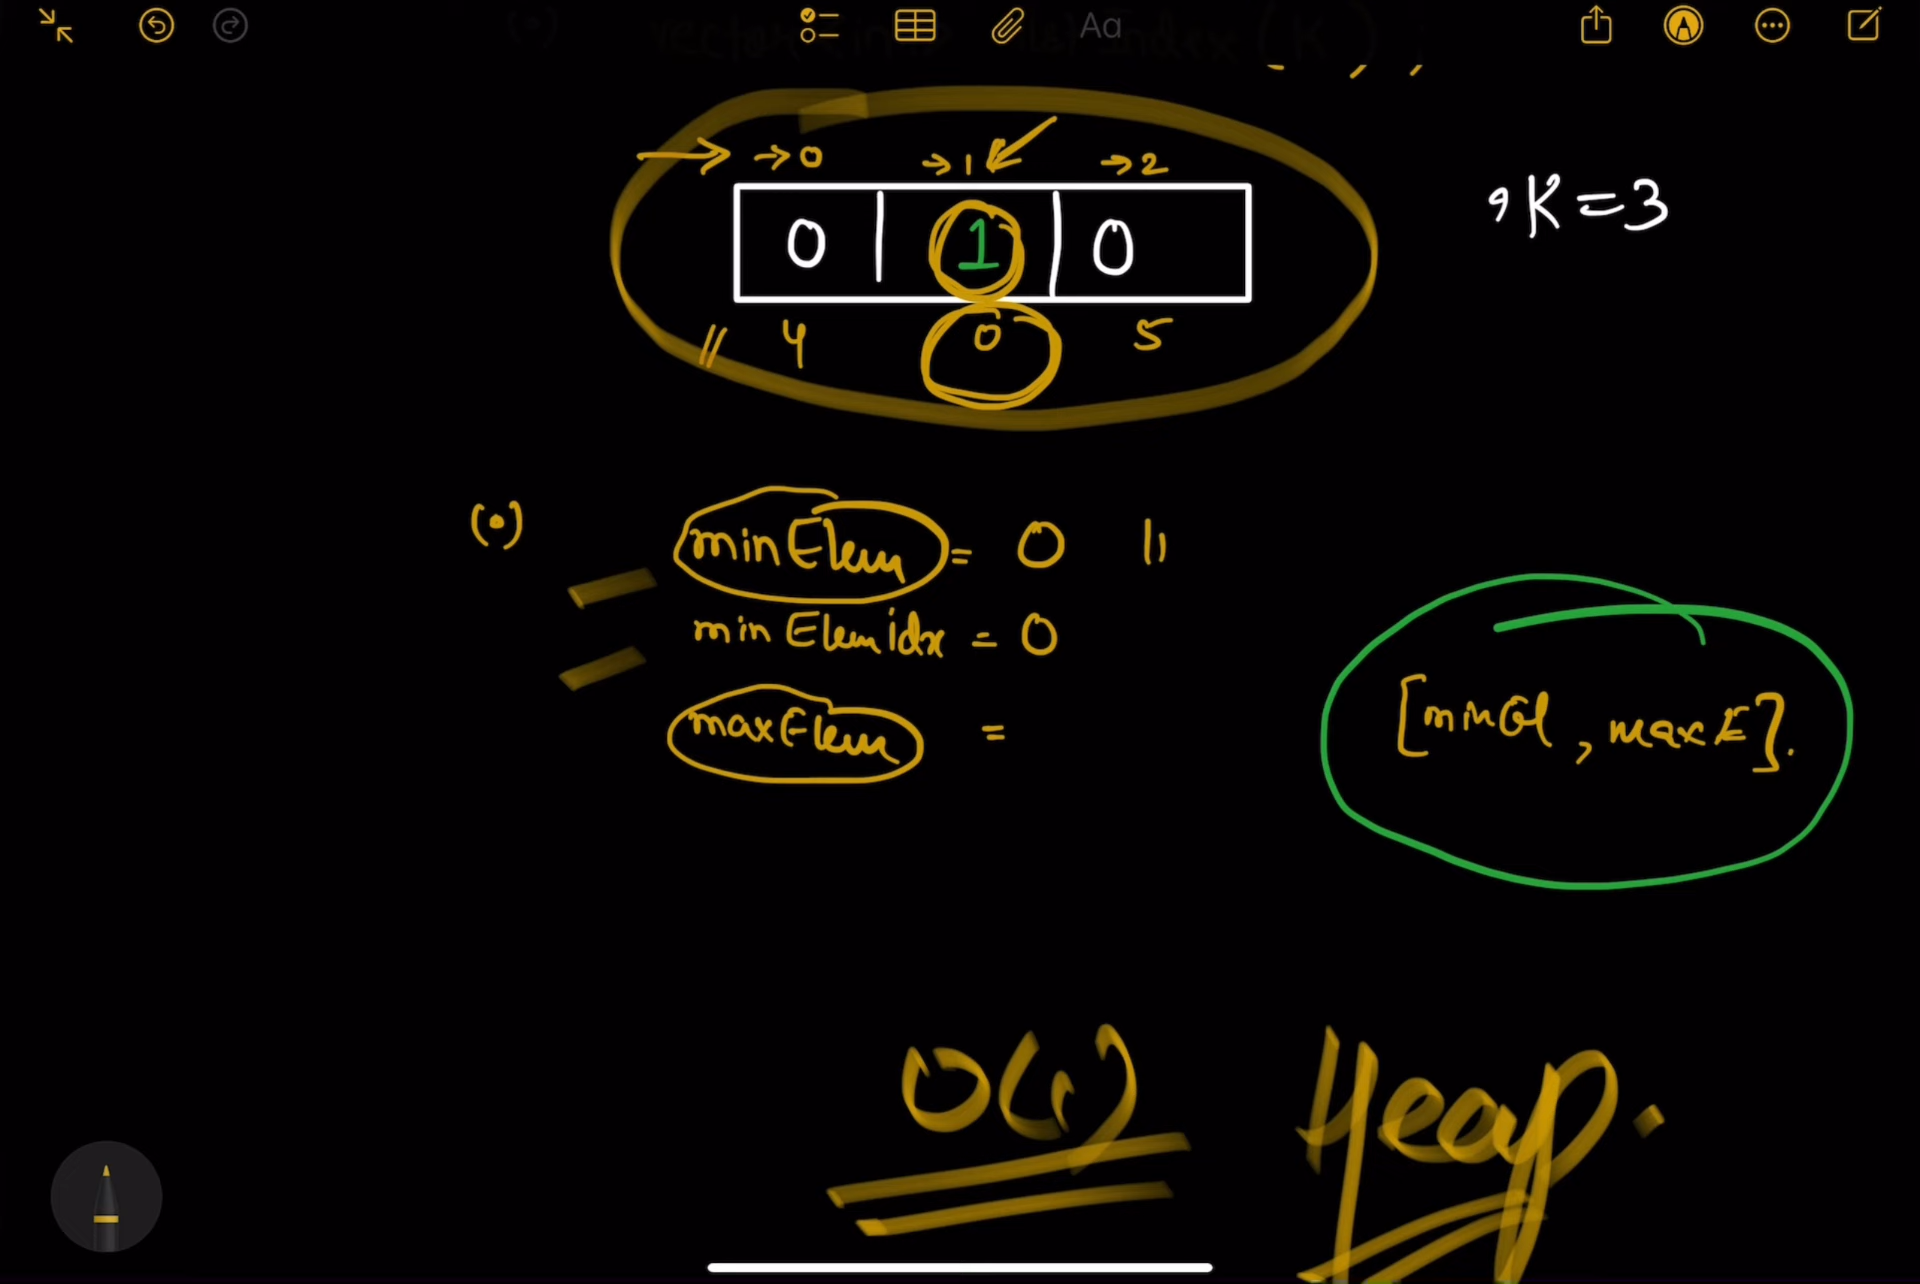 Aa
, K = 3
→0 →1 →2
0 | 1 | 0
// 4 0 5
(•) minElem = 0 //
minElemidx = 0
maxElem =
[minEl, maxE].
O(1) Heap.